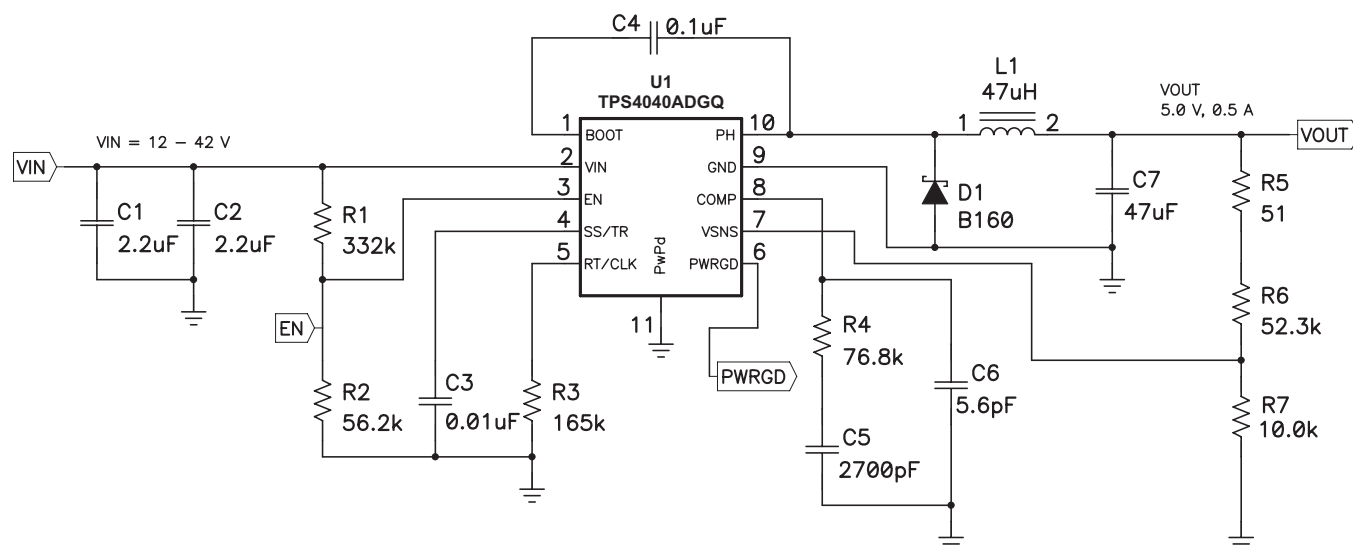 C4
0.1uF
U1
TPS4040ADGQ
L1
47uH
VOUT
5.0 V, 0.5 A
VIN = 12 – 42 V
1
BOOT
PH
10
1
2
VOUT
VIN
2
VIN
GND
9
3
EN
COMP
8
4
SS/TR
VSNS
7
5
RT/CLK
PWRGD
6
PwPd
11
C1
2.2uF
C2
2.2uF
R1
332k
D1
B160
C7
47uF
R5
51
EN
R4
76.8k
R6
52.3k
PWRGD
R2
56.2k
C3
0.01uF
R3
165k
C6
5.6pF
R7
10.0k
C5
2700pF